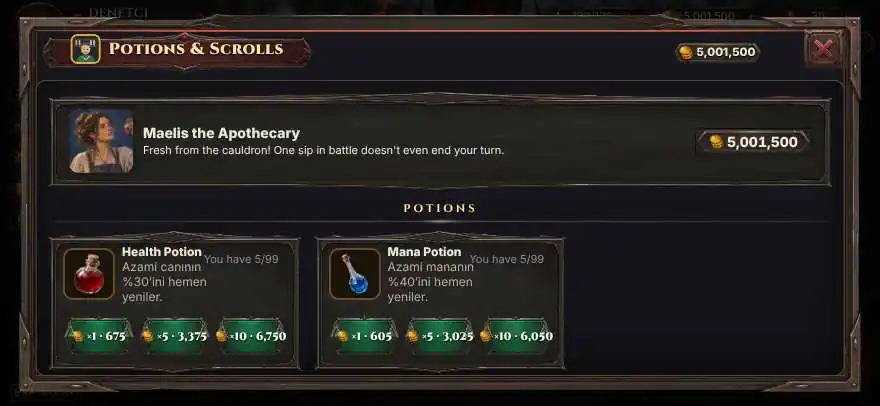 DENETCI
POTIONS & SCROLLS
5,001,500
Maelis the Apothecary
Fresh from the cauldron! One sip in battle doesn't even end your turn.
5,001,500
POTIONS
Health Potion
You have 5/99
Azami canının
%30'ini hemen
yeniler.
×1 · 675
×5 · 3,375
×10 · 6,750
Mana Potion
You have 5/99
Azami mananın
%40'ini hemen
yeniler.
×1 · 605
×5 · 3,025
×10 · 6,050